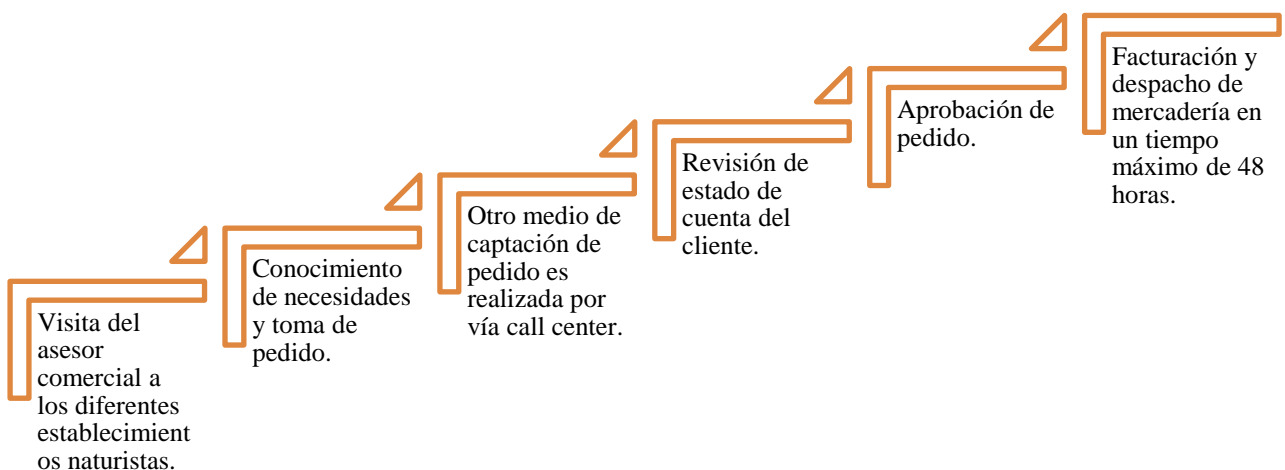 Visita del
asesor
comercial a
los diferentes
establecimient
os naturistas.
Conocimiento
de necesidades
y toma de
pedido.
Otro medio de
captación de
pedido es
realizada por
vía call center.
Revisión de
estado de
cuenta del
cliente.
Aprobación de
pedido.
Facturación y
despacho de
mercadería en
un tiempo
máximo de 48
horas.